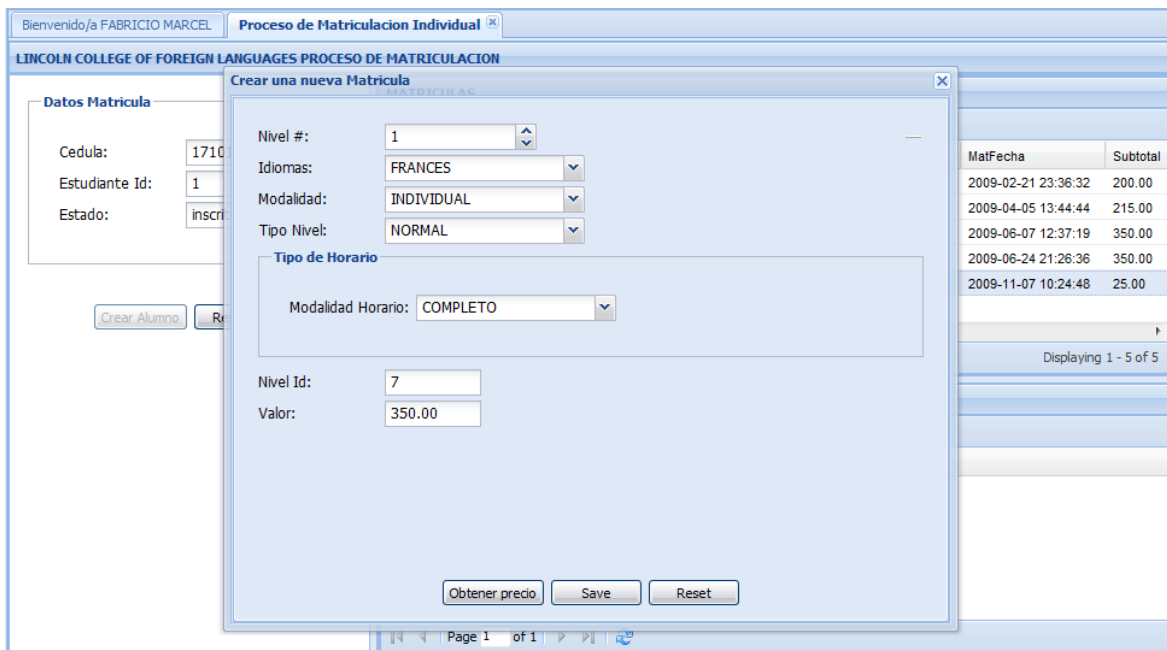 Bienvenido/a FABRICIO MARCEL
Proceso de Matriculacion Individual
LINCOLN COLLEGE OF FOREIGN LANGUAGES PROCESO DE MATRICULACION
Crear una nueva Matricula
MATRICULAS
Datos Matricula
Cedula:
Estudiante Id: 1
Estado:
Crear Alumno
Nivel #: 1
Idiomas: FRANCES
Modalidad: INDIVIDUAL
Tipo Nivel: NORMAL
Tipo de Horario
Modalidad Horario: COMPLETO
Nivel Id: 7
Valor: 350.00
Obtener precio Save Reset
MatFecha Subtotal
2009-02-21 23:36:32 200.00
2009-04-05 13:44:44 215.00
2009-06-07 12:37:19 350.00
2009-06-24 21:26:36 350.00
2009-11-07 10:24:48 25.00
Displaying 1 - 5 of 5
Page 1 of 1